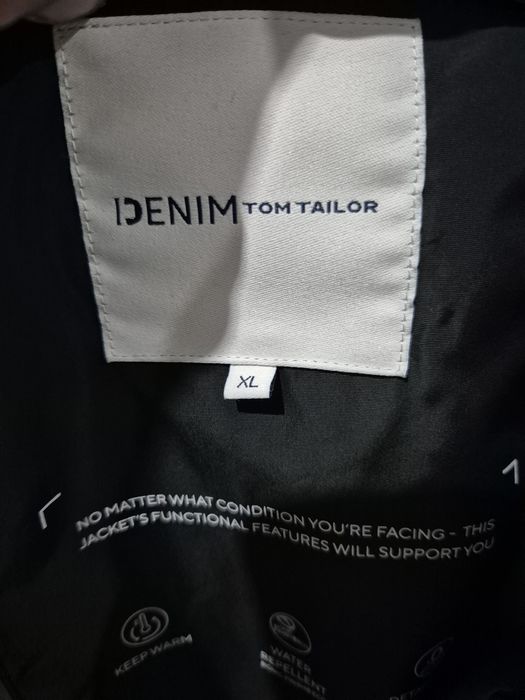 DENIM TOM TAILOR
XL
NO MATTER WHAT CONDITION YOU'RE FACING - THIS
JACKET'S FUNCTIONAL FEATURES WILL SUPPORT YOU
KEEP WARM
WATER
REPELLENT